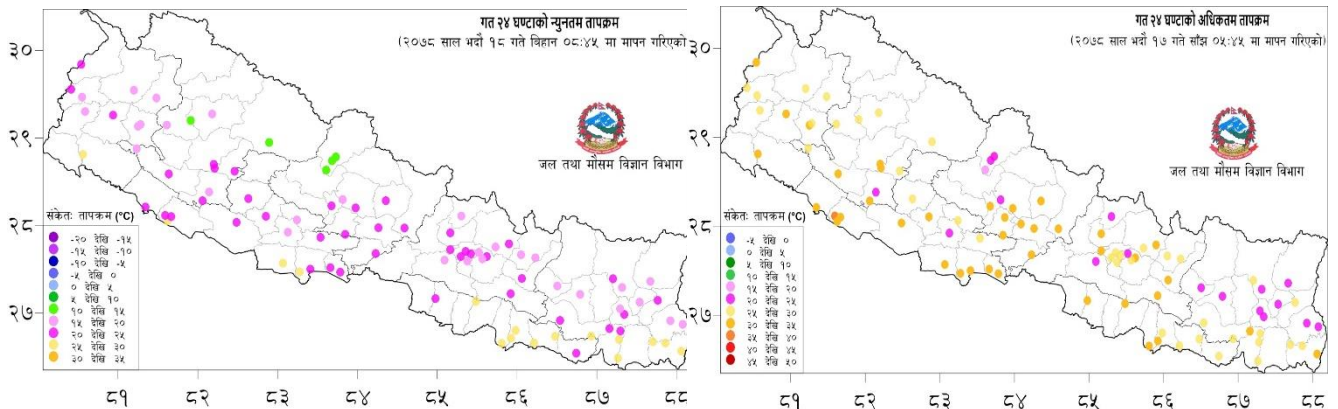 गत २४ घण्टाको न्युनतम तापक्रम
(२०७८ साल भदौ १८ गते बिहान ०८:४५ मा मापन गरिएको)
३०
२९
२८
२७
जल तथा मौसम विज्ञान विभाग
संकेतः तापक्रम (°C)
-२० देखि -१५
-१५ देखि -१०
-१० देखि -५
-५ देखि ०
० देखि ५
५ देखि १०
१० देखि १५
१५ देखि २०
२० देखि २५
२५ देखि ३०
३० देखि ३५
८१ ८२ ८३ ८४ ८५ ८६ ८७ ८८
गत २४ घण्टाको अधिकतम तापक्रम
(२०७८ साल भदौ १७ गते साँझ ०५:४५ मा मापन गरिएको)
३०
२९
२८
२७
जल तथा मौसम विज्ञान विभाग
संकेतः तापक्रम (°C)
-५ देखि ०
० देखि ५
५ देखि १०
१० देखि १५
१५ देखि २०
२० देखि २५
२५ देखि ३०
३० देखि ३५
३५ देखि ४०
४० देखि ४५
४५ देखि ५०
८१ ८२ ८३ ८४ ८५ ८६ ८७ ८८